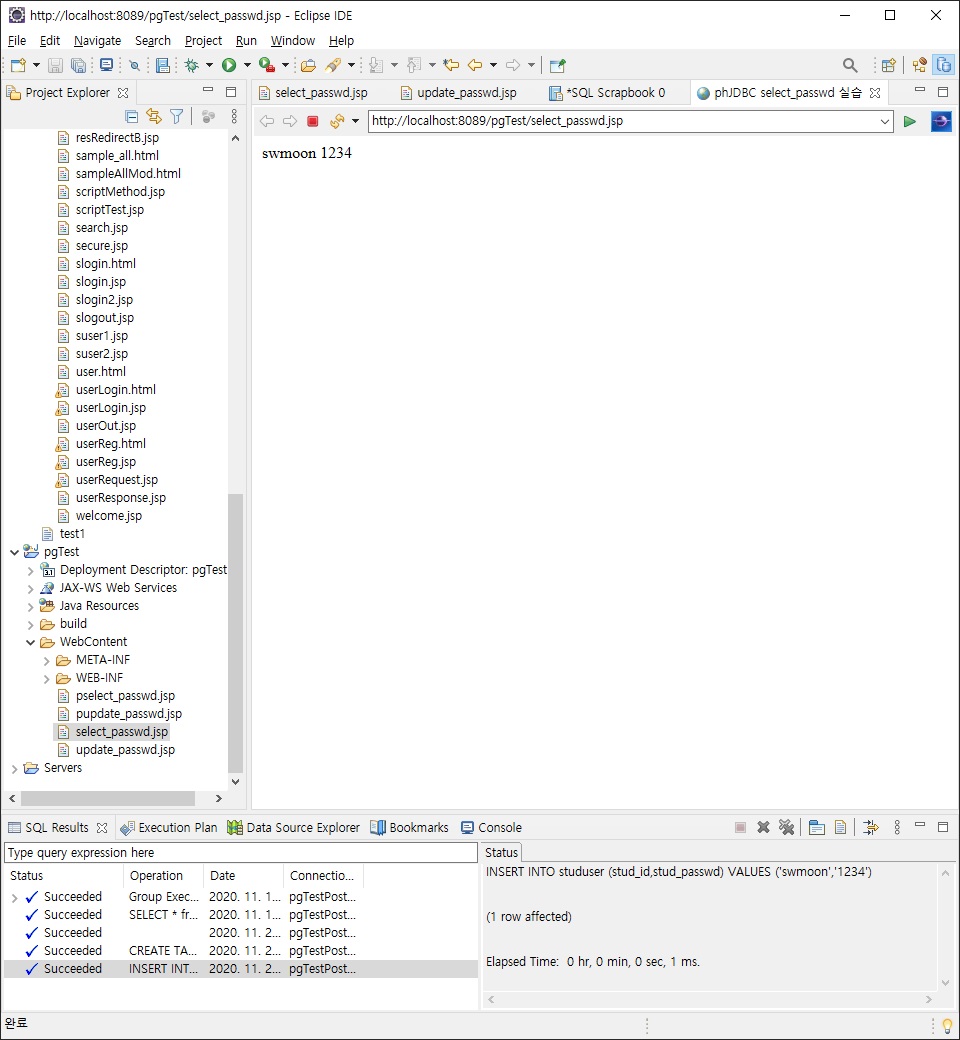 http://localhost:8089/pgTest/select_passwd.jsp - Eclipse IDE
File Edit Navigate Search Project Run Window Help
Project Explorer
resRedirectB.jsp
sample_all.html
sampleAllMod.html
scriptMethod.jsp
scriptTest.jsp
search.jsp
secure.jsp
slogin.html
slogin.jsp
slogin2.jsp
slogout.jsp
suser1.jsp
suser2.jsp
user.html
userLogin.html
userLogin.jsp
userOut.jsp
userReg.html
userReg.jsp
userRequest.jsp
userResponse.jsp
welcome.jsp
test1
pgTest
3.1 Deployment Descriptor: pgTest
JAX-WS Web Services
Java Resources
build
WebContent
META-INF
WEB-INF
pselect_passwd.jsp
pupdate_passwd.jsp
select_passwd.jsp
update_passwd.jsp
Servers
select_passwd.jsp update_passwd.jsp *SQL Scrapbook 0 phJDBC select_passwd 실습
http://localhost:8089/pgTest/select_passwd.jsp
swmoon 1234
SQL Results Execution Plan Data Source Explorer Bookmarks Console
Type query expression here
Status Operation Date Connectio...
Succeeded Group Exec... 2020. 11. 1... pgTestPost...
Succeeded SELECT * fr... 2020. 11. 1... pgTestPost...
Succeeded 2020. 11. 2... pgTestPost...
Succeeded CREATE TA... 2020. 11. 2... pgTestPost...
Succeeded INSERT INT... 2020. 11. 2... pgTestPost...
Status
INSERT INTO studuser (stud_id,stud_passwd) VALUES ('swmoon','1234')
(1 row affected)
Elapsed Time:  0 hr, 0 min, 0 sec, 1 ms.
완료